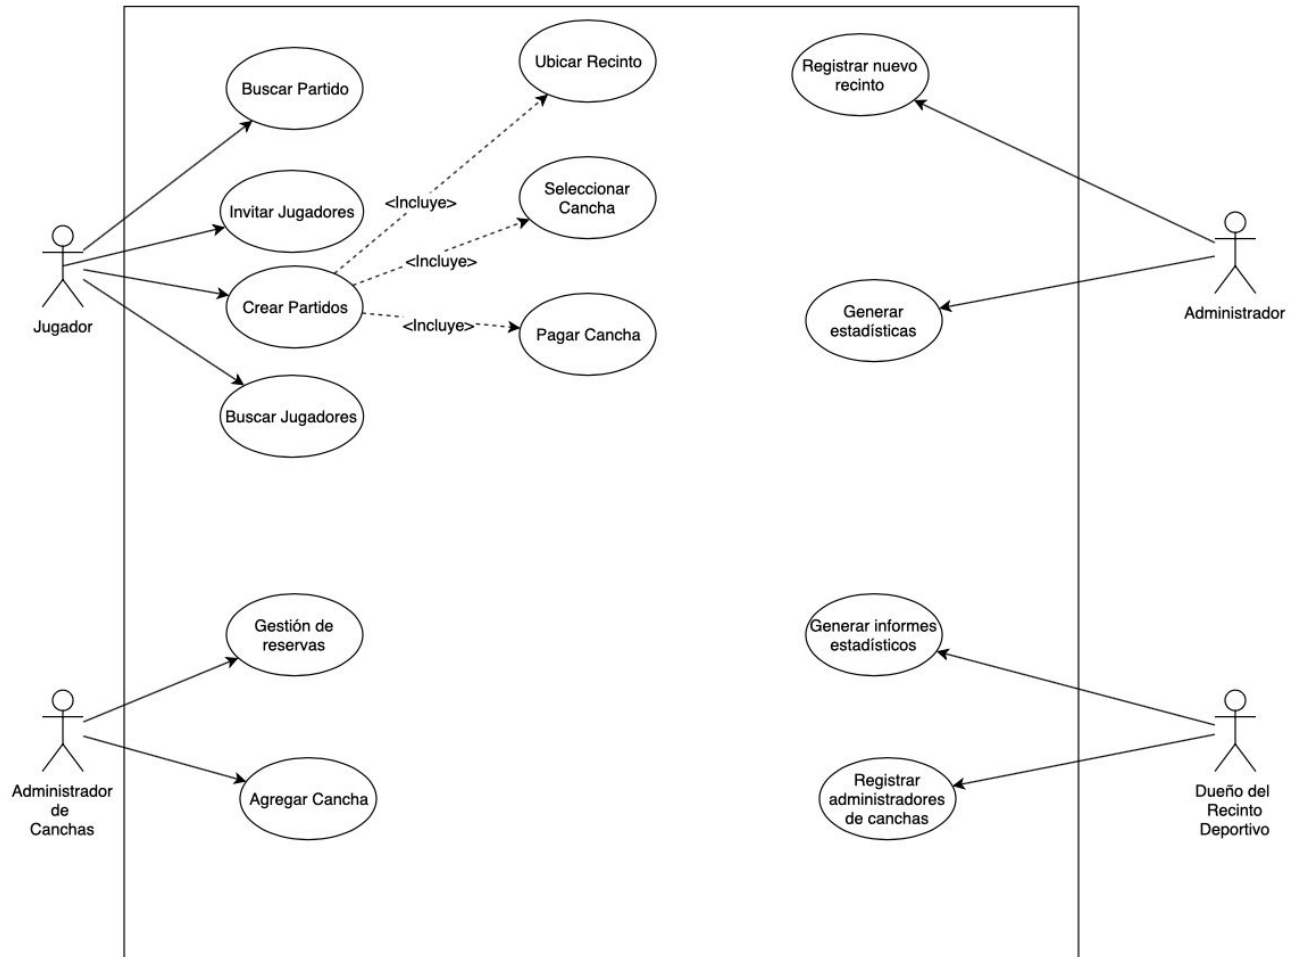 Buscar Partido
Ubicar Recinto
Registrar nuevo
recinto
Invitar Jugadores
<Incluye>
Seleccionar
Cancha
<Incluye>
Crear Partidos
<Incluye>
Pagar Cancha
Generar
estadísticas
Jugador
Administrador
Buscar Jugadores
Gestión de
reservas
Generar informes
estadísticos
Administrador
de
Canchas
Agregar Cancha
Registrar
administradores
de canchas
Dueño del
Recinto
Deportivo